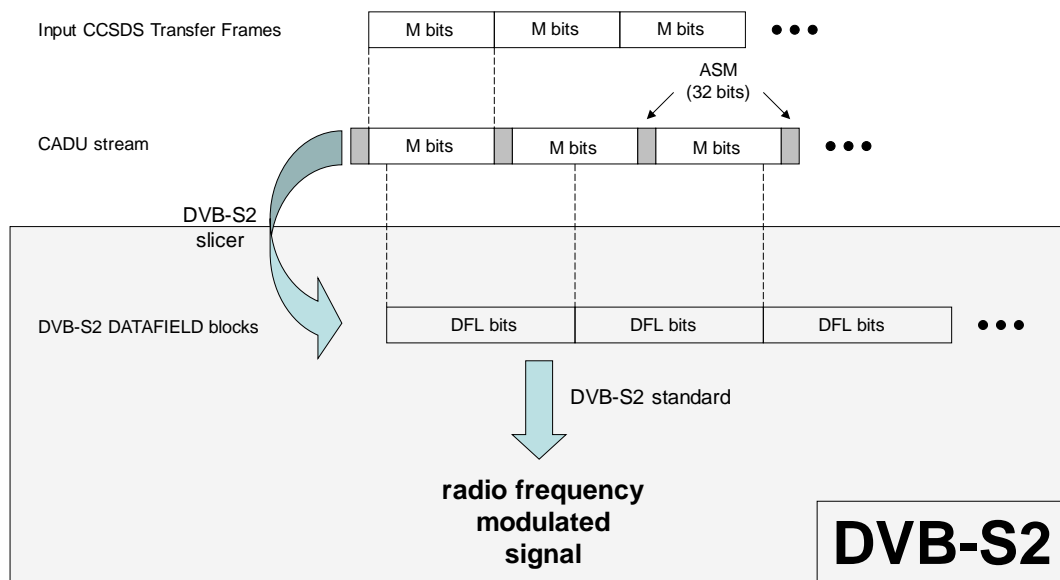 Input CCSDS Transfer Frames
M bits
M bits
M bits
•••
ASM
(32 bits)
CADU stream
M bits
M bits
M bits
•••
DVB-S2
slicer
DVB-S2 DATAFIELD blocks
DFL bits
DFL bits
DFL bits
•••
DVB-S2 standard
radio frequency
modulated
signal
DVB-S2